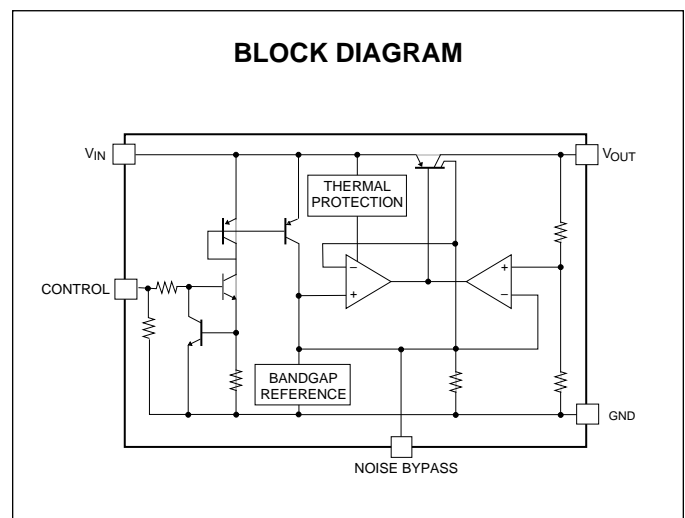 BLOCK DIAGRAM
VIN
VOUT
THERMAL
PROTECTION
−
+
+
−
CONTROL
BANDGAP
REFERENCE
GND
NOISE BYPASS